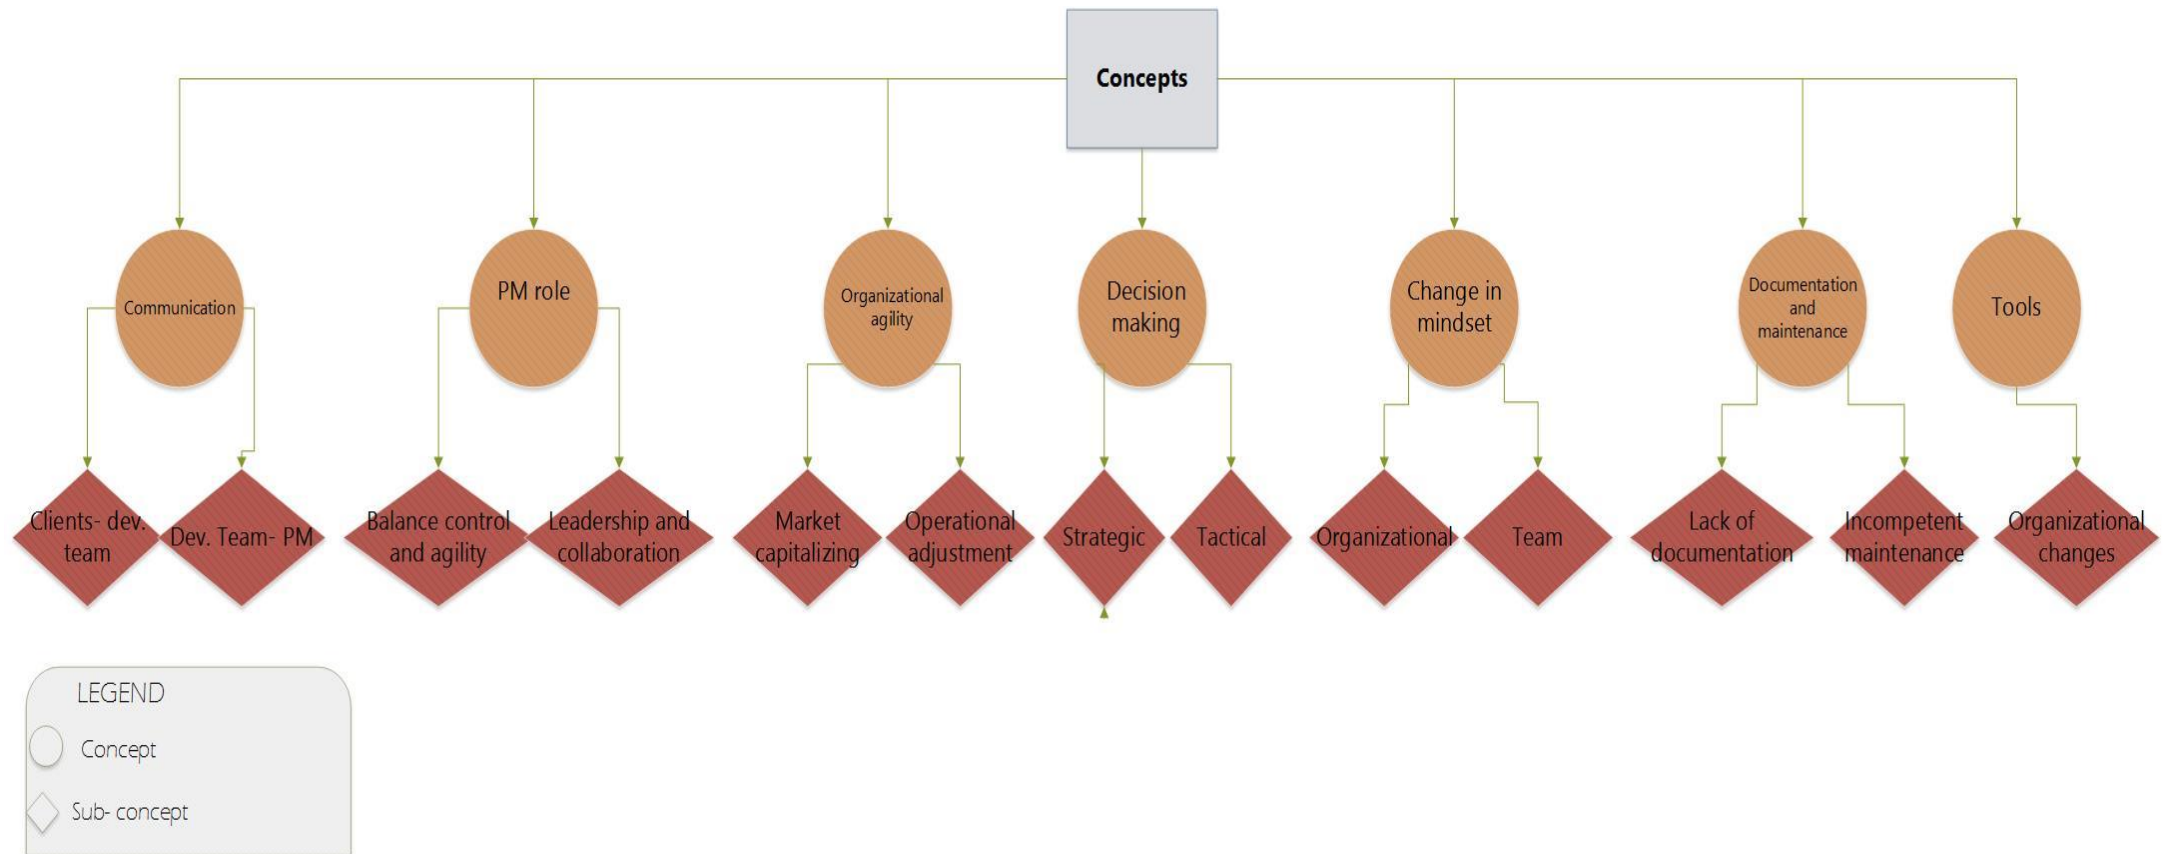 Concepts
Communication
PM role
Organizational
agility
Decision
making
Change in
mindset
Documentation
and
maintenance
Tools
Clients- dev.
team
Dev. Team- PM
Balance control
and agility
Leadership and
collaboration
Market
capitalizing
Operational
adjustment
Strategic
Tactical
Organizational
Team
Lack of
documentation
Incompetent
maintenance
Organizational
changes
LEGEND
Concept
Sub- concept